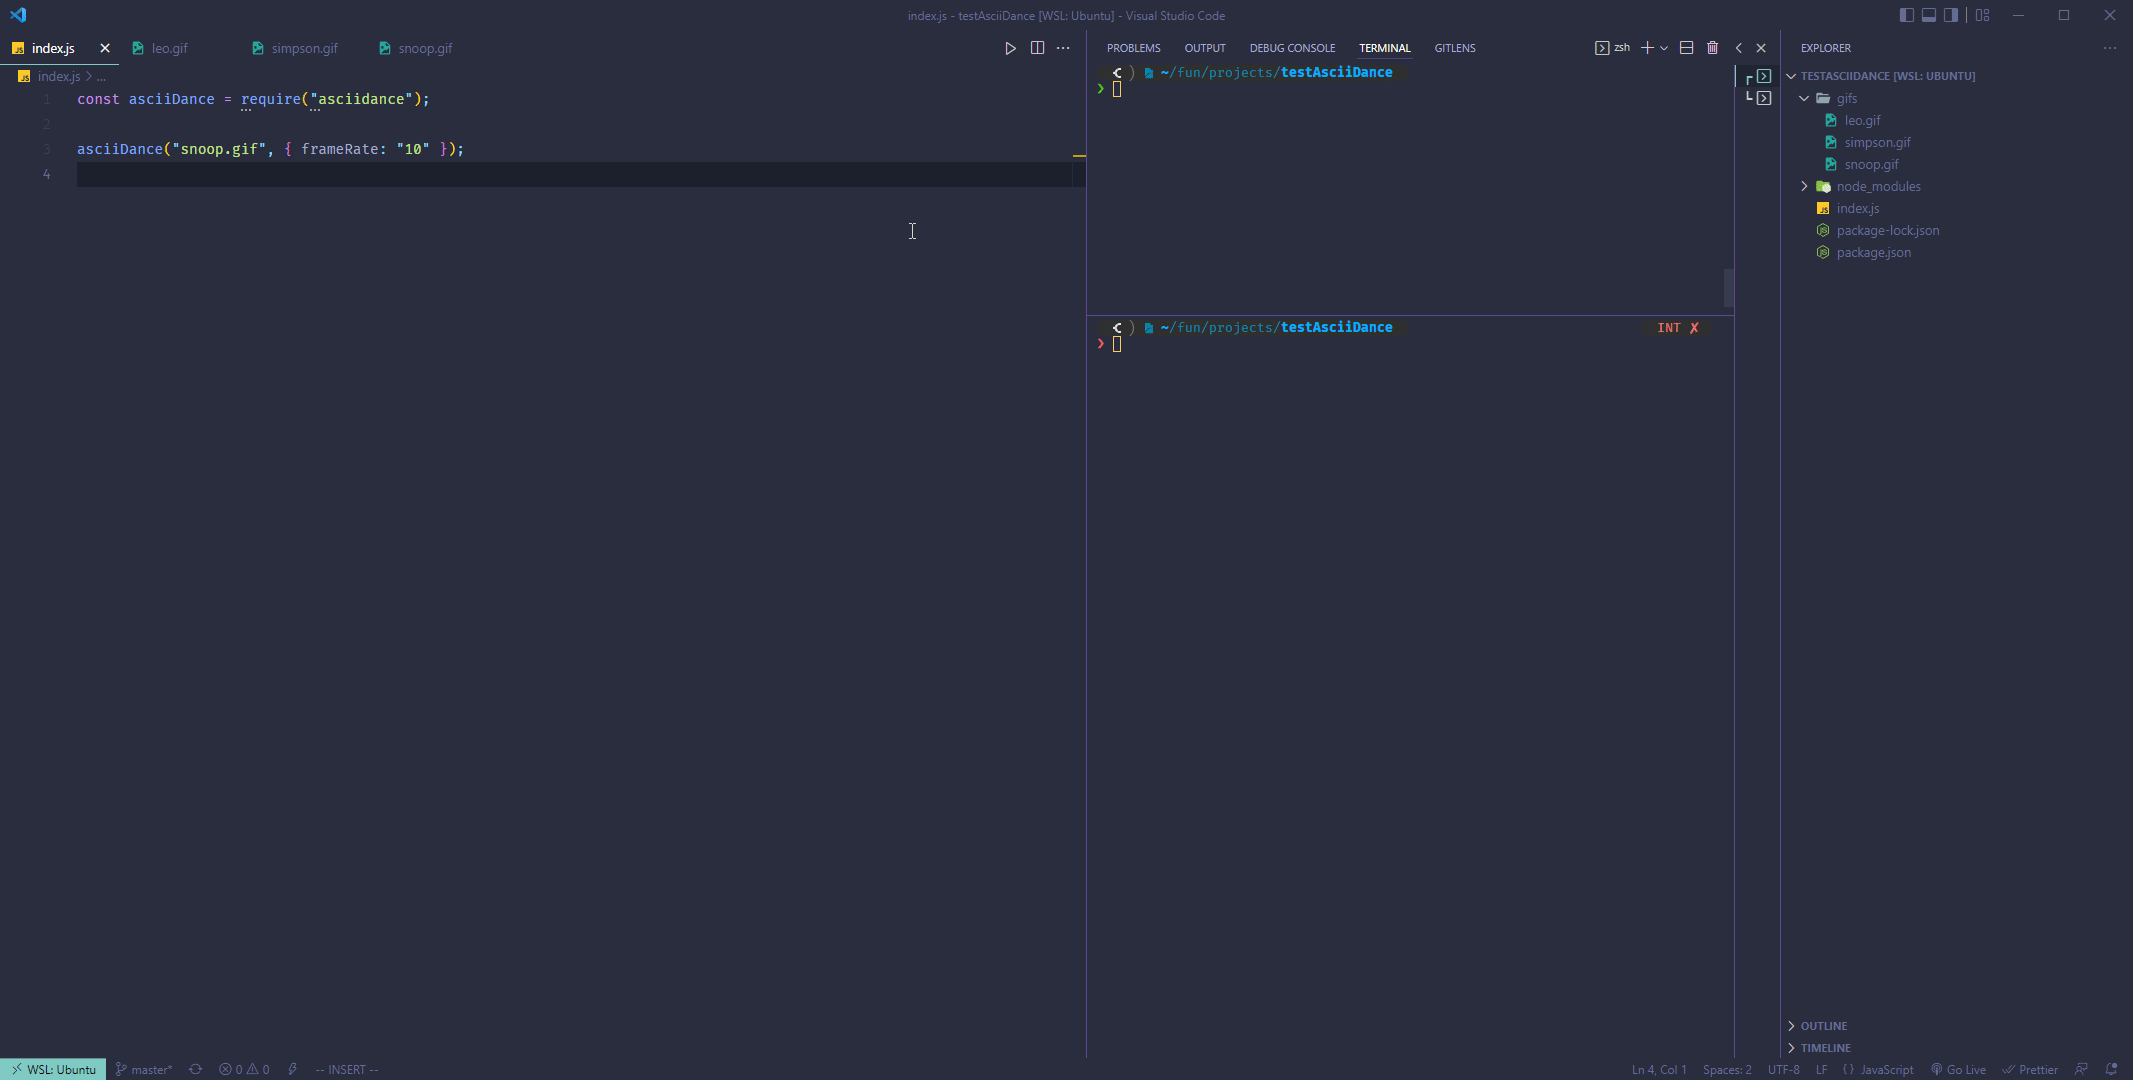 index.js - testAsciiDance [WSL: Ubuntu] - Visual Studio Code
index.js
leo.gif
simpson.gif
snoop.gif
index.js > ...
1 const asciiDance = require("asciidance");
2
3 asciiDance("snoop.gif", { frameRate: "10" });
4
PROBLEMS OUTPUT DEBUG CONSOLE TERMINAL GITLENS
zsh
~/fun/projects/testAsciiDance
❯
~/fun/projects/testAsciiDance INT ✘
❯
EXPLORER
TESTASCIIDANCE [WSL: UBUNTU]
gifs
leo.gif
simpson.gif
snoop.gif
node_modules
index.js
package-lock.json
package.json
OUTLINE
TIMELINE
WSL: Ubuntu master* 0 0 -- INSERT --
Ln 4, Col 1 Spaces: 2 UTF-8 LF {} JavaScript Go Live Prettier